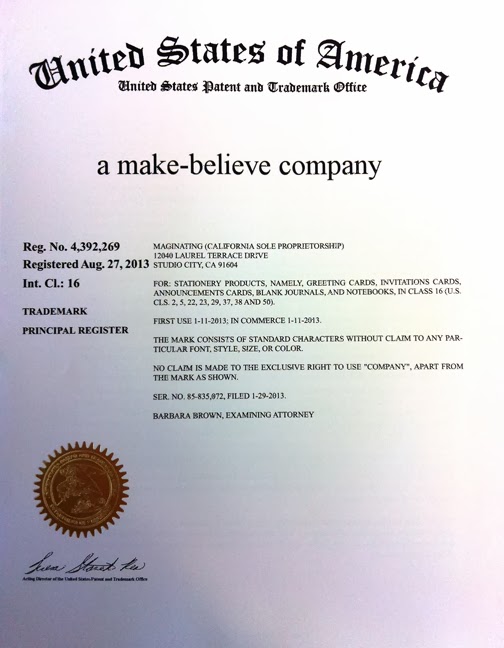 United States of America
United States Patent and Trademark Office
a make-believe company
Reg. No. 4,392,269
Registered Aug. 27, 2013
Int. Cl.: 16
TRADEMARK
PRINCIPAL REGISTER
MAGINATING (CALIFORNIA SOLE PROPRIETORSHIP)
12040 LAUREL TERRACE DRIVE
STUDIO CITY, CA 91604
FOR: STATIONERY PRODUCTS, NAMELY, GREETING CARDS, INVITATIONS CARDS,
ANNOUNCEMENTS CARDS, BLANK JOURNALS, AND NOTEBOOKS, IN CLASS 16 (U.S.
CLS. 2, 5, 22, 23, 29, 37, 38 AND 50).
FIRST USE 1-11-2013; IN COMMERCE 1-11-2013.
THE MARK CONSISTS OF STANDARD CHARACTERS WITHOUT CLAIM TO ANY PAR-
TICULAR FONT, STYLE, SIZE, OR COLOR.
NO CLAIM IS MADE TO THE EXCLUSIVE RIGHT TO USE "COMPANY", APART FROM
THE MARK AS SHOWN.
SER. NO. 85-835,072, FILED 1-29-2013.
BARBARA BROWN, EXAMINING ATTORNEY
Acting Director of the United States Patent and Trademark Office